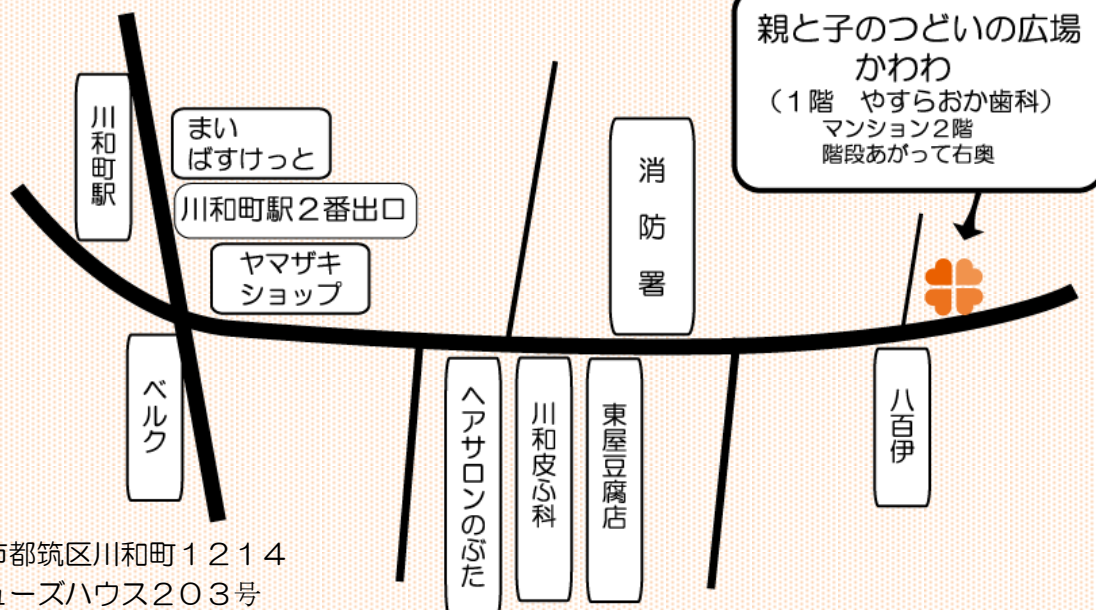 親と子のつどいの広場
かわわ
（１階　やすらおか歯科）
マンション２階
階段あがって右奥
川和町駅
まい
ばすけっと
川和町駅２番出口
ヤマザキ
ショップ
消防署
ベルク
ヘアサロンのぶた
川和皮ふ科
東屋豆腐店
八百伊
市都筑区川和町１２１４
ューズハウス２０３号